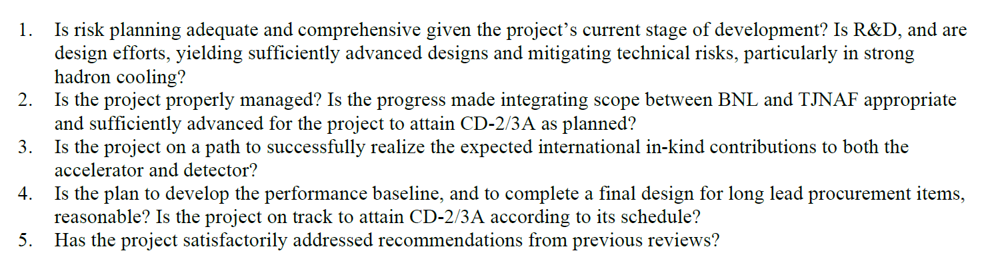 1. Is risk planning adequate and comprehensive given the project’s current stage of development? Is R&D, and are
design efforts, yielding sufficiently advanced designs and mitigating technical risks, particularly in strong
hadron cooling?
2. Is the project properly managed? Is the progress made integrating scope between BNL and TJNAF appropriate
and sufficiently advanced for the project to attain CD-2/3A as planned?
3. Is the project on a path to successfully realize the expected international in-kind contributions to both the
accelerator and detector?
4. Is the plan to develop the performance baseline, and to complete a final design for long lead procurement items,
reasonable? Is the project on track to attain CD-2/3A according to its schedule?
5. Has the project satisfactorily addressed recommendations from previous reviews?